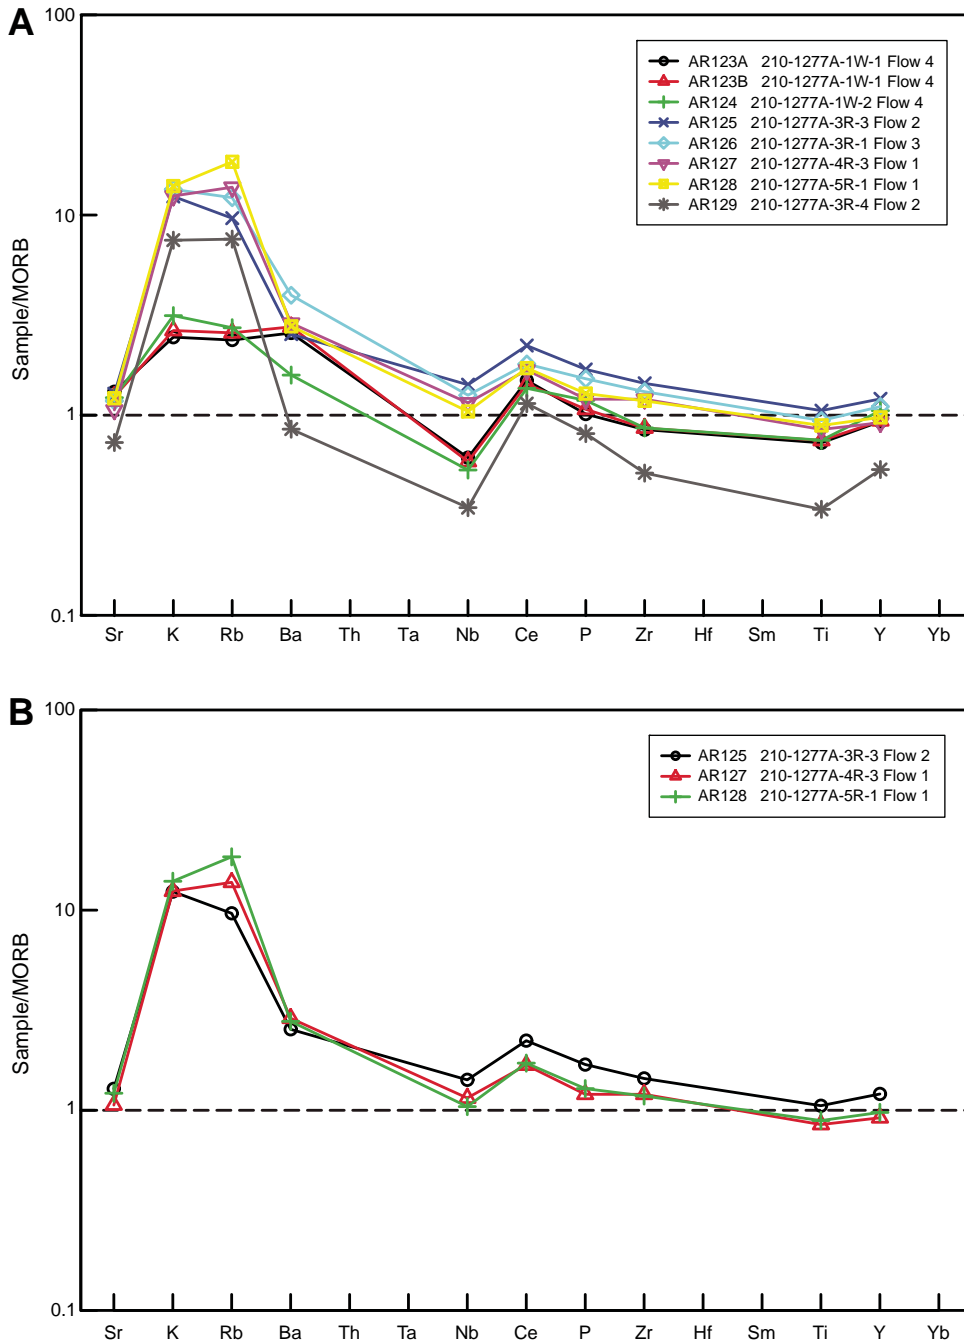 A
100
10
1
0.1
Sample/MORB
AR123A 210-1277A-1W-1 Flow 4
AR123B 210-1277A-1W-1 Flow 4
AR124 210-1277A-1W-2 Flow 4
AR125 210-1277A-3R-3 Flow 2
AR126 210-1277A-3R-1 Flow 3
AR127 210-1277A-4R-3 Flow 1
AR128 210-1277A-5R-1 Flow 1
AR129 210-1277A-3R-4 Flow 2
Sr K Rb Ba Th Ta Nb Ce P Zr Hf Sm Ti Y Yb
B
100
10
1
0.1
Sample/MORB
AR125 210-1277A-3R-3 Flow 2
AR127 210-1277A-4R-3 Flow 1
AR128 210-1277A-5R-1 Flow 1
Sr K Rb Ba Th Ta Nb Ce P Zr Hf Sm Ti Y Yb